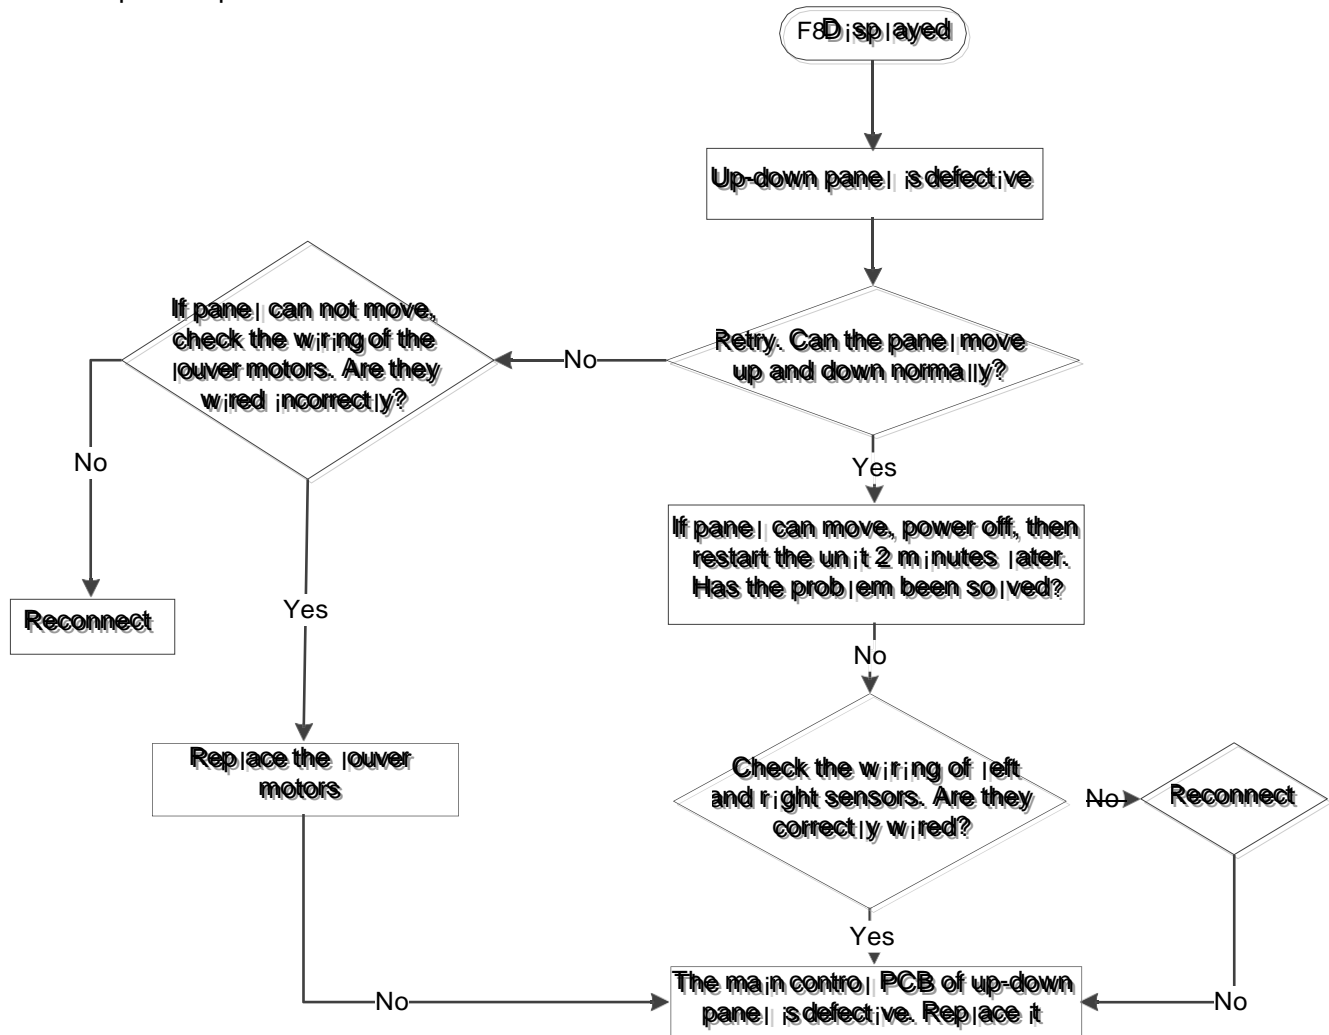 F8 Displayed
Up-down panel is defective
Retry. Can the panel move
up and down normally?
No
If panel can not move,
check the wiring of the
louver motors. Are they
wired incorrectly?
No
Reconnect
Yes
Replace the louver
motors
No
Yes
If panel can move, power off, then
restart the unit 2 minutes later.
Has the problem been solved?
No
Check the wiring of left
and right sensors. Are they
correctly wired?
No
Reconnect
No
Yes
The main control PCB of up-down
panel is defective. Replace it